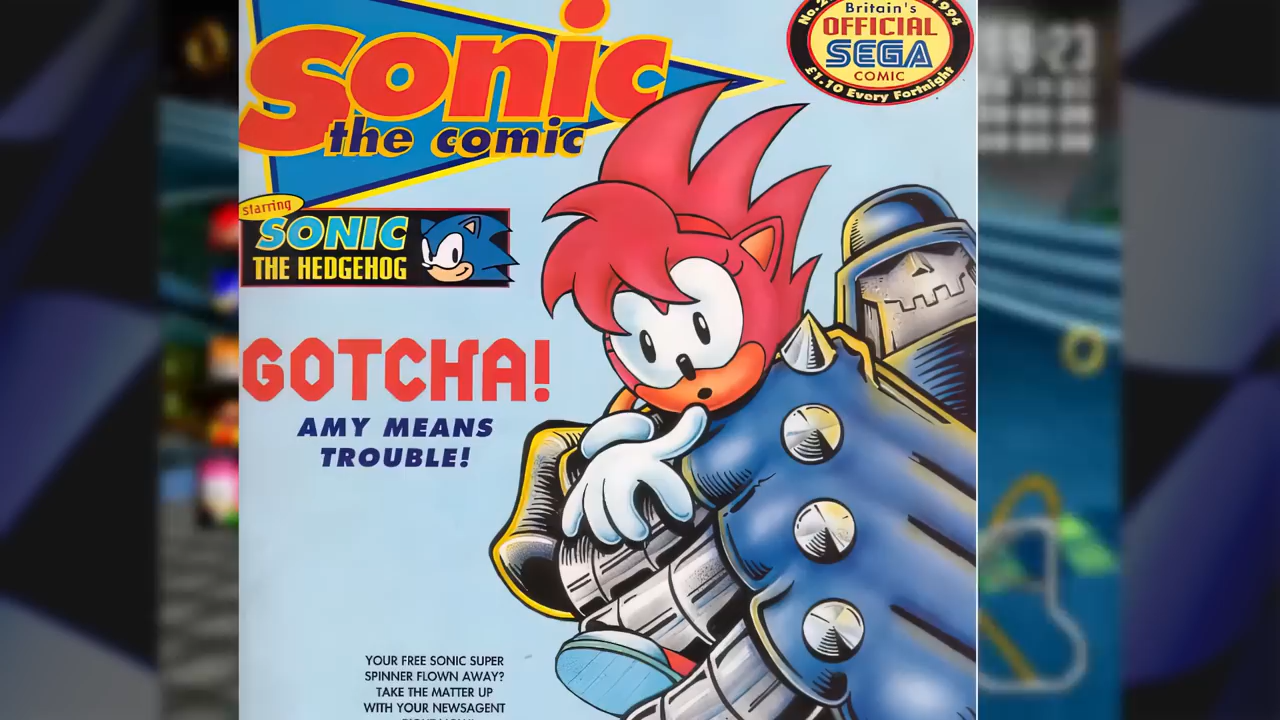 sonic
the comic
Britain's
OFFICIAL
SEGA
COMIC
£1.10 Every Fortnight
starring
SONIC
THE HEDGEHOG
GOTCHA!
AMY MEANS
TROUBLE!
YOUR FREE SONIC SUPER
SPINNER FLOWN AWAY?
TAKE THE MATTER UP
WITH YOUR NEWSAGENT